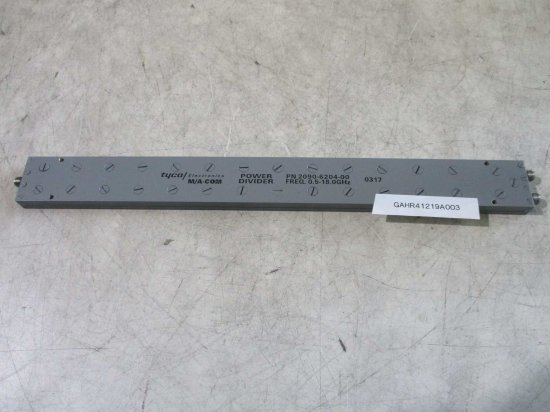 tyco/ Electronics POWER PN 2090-6204-00 0317
M/A-COM DIVIDER FREQ. 0.5-18.0GHz
GAHR41219A003